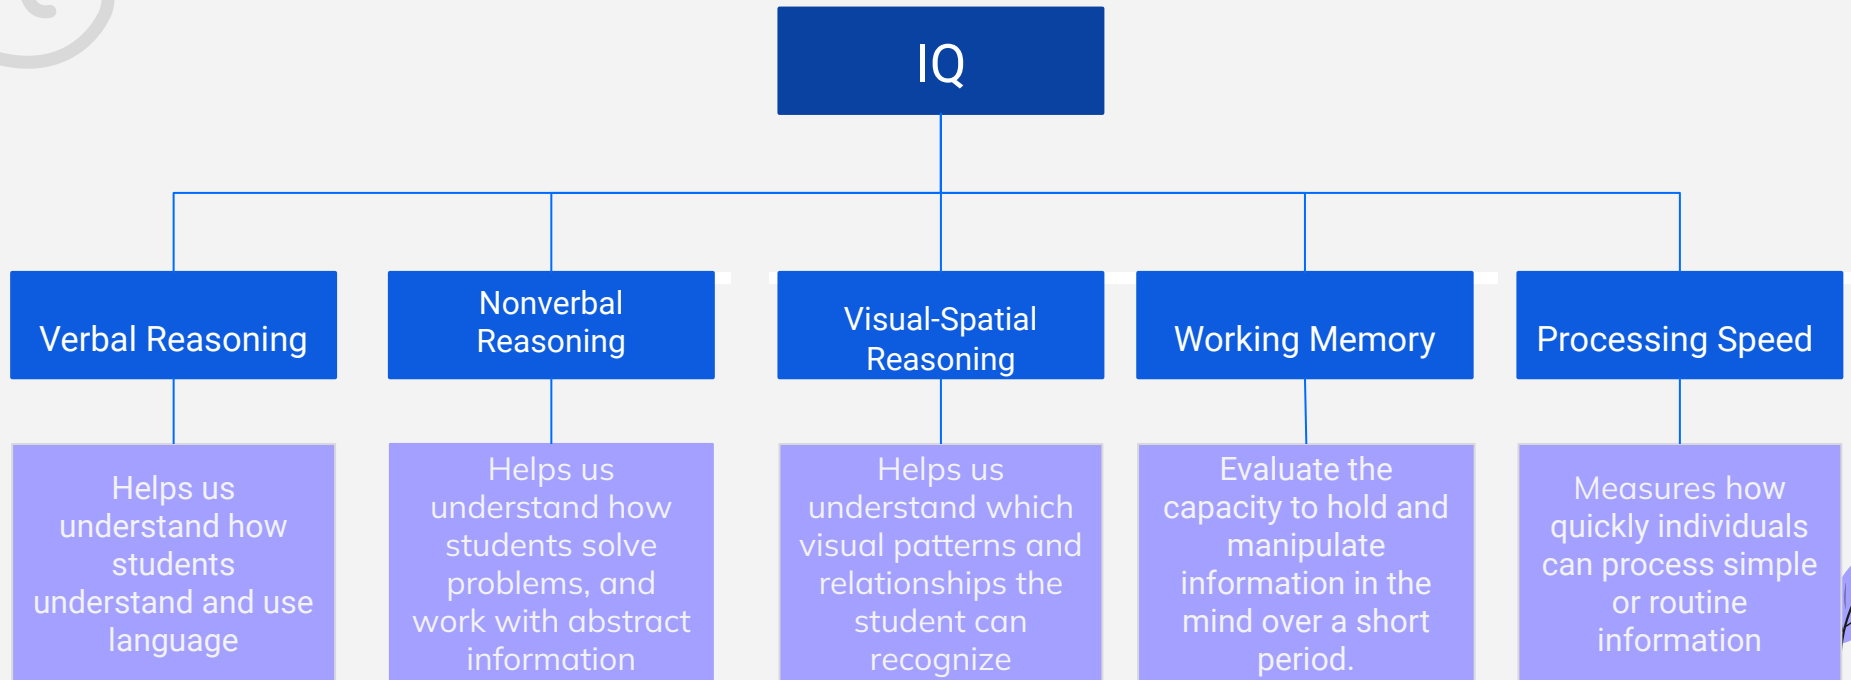 IQ
Verbal Reasoning
Nonverbal
Reasoning
Visual-Spatial
Reasoning
Working Memory
Processing Speed
Helps us
understand how
students
understand and use
language
Helps us
understand how
students solve
problems, and
work with abstract
information
Helps us
understand which
visual patterns and
relationships the
student can
recognize
Evaluate the
capacity to hold and
manipulate
information in the
mind over a short
period.
Measures how
quickly individuals
can process simple
or routine
information